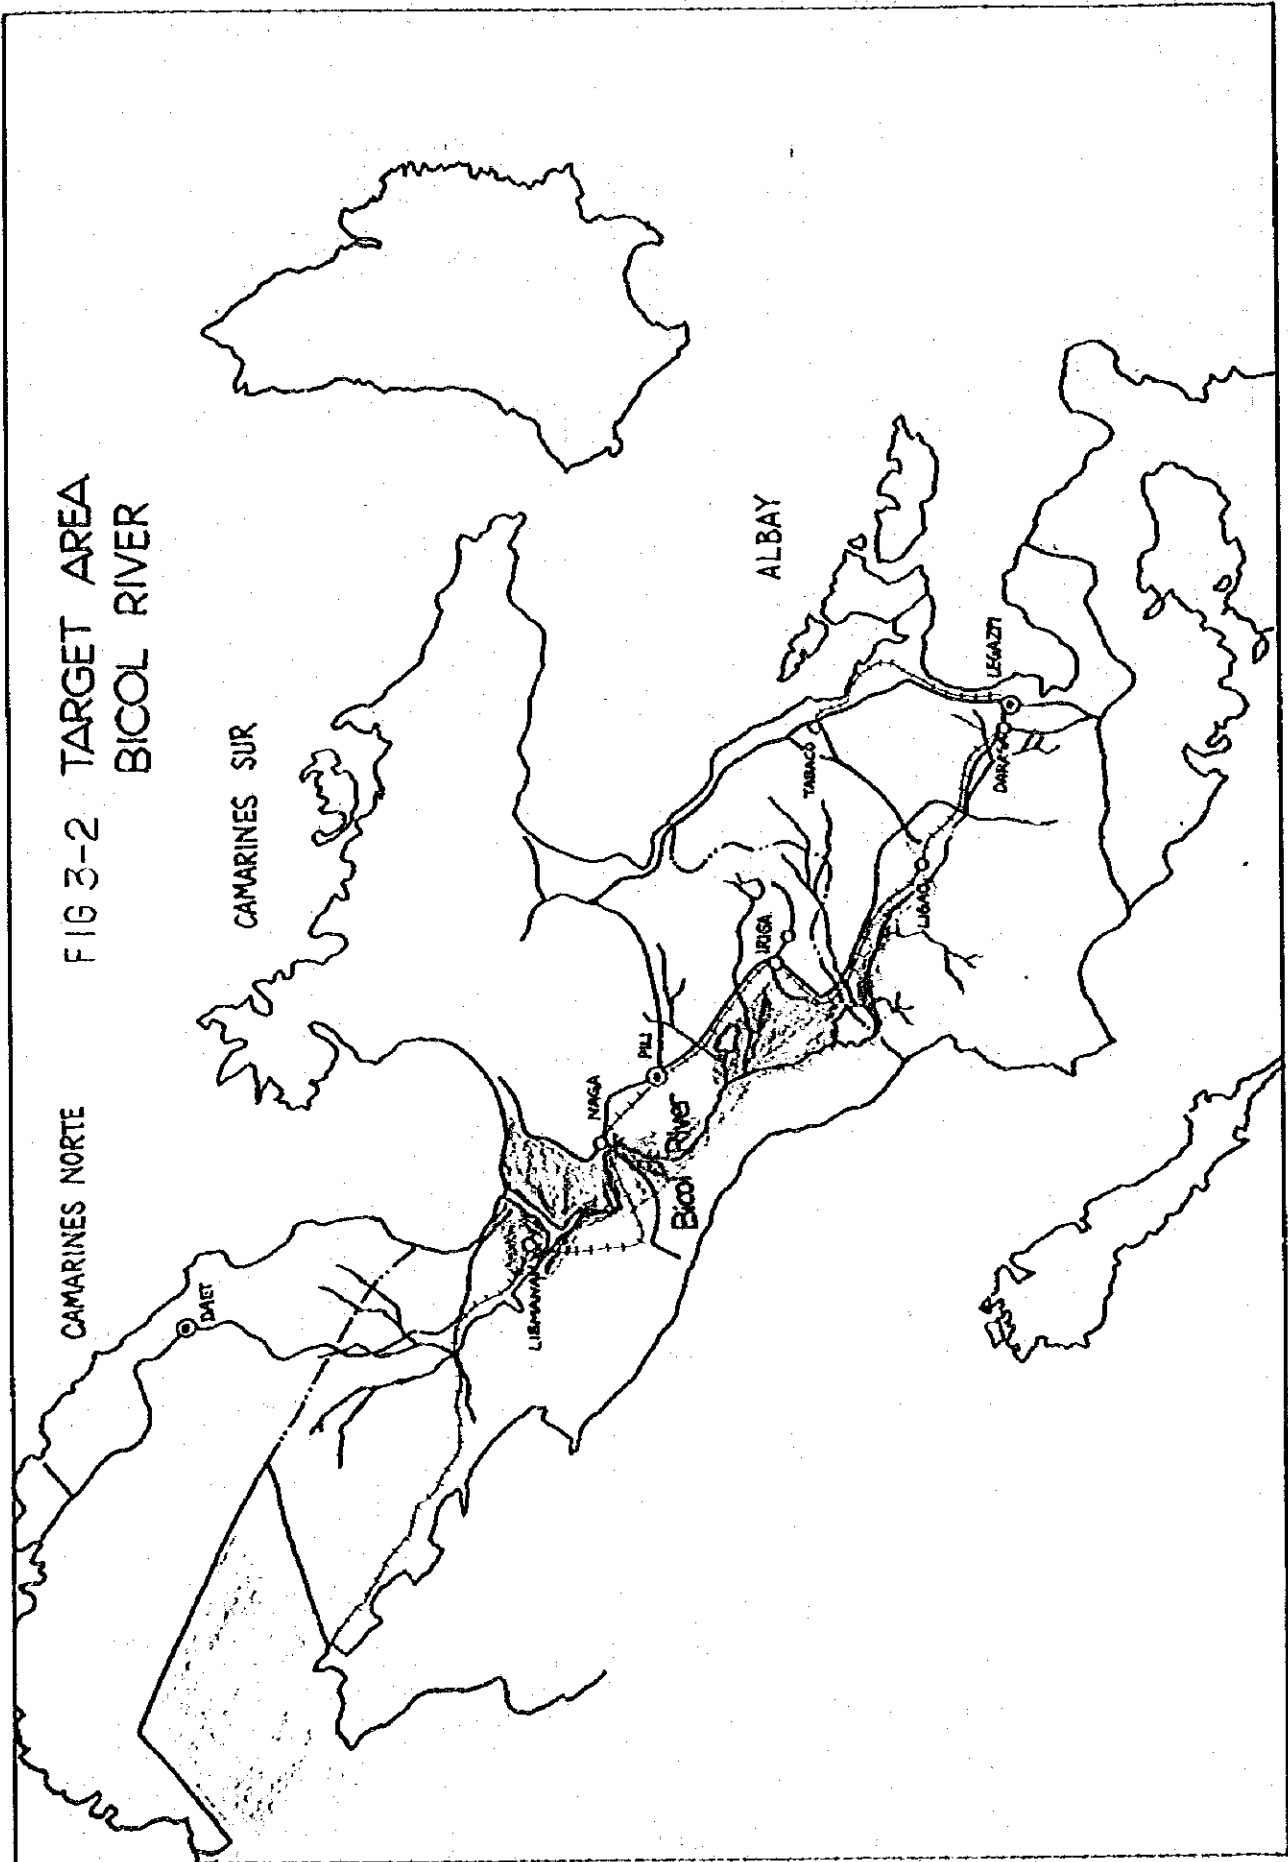 FIG 3-2 TARGET AREA
BICOL RIVER
CAMARINES NORTE
CAMARINES SUR
DAET
ALBAY
LIBMANAN
NAGA
PILI
Bicol River
IRIGA
TABACO
LIGAO
LEGAZPI